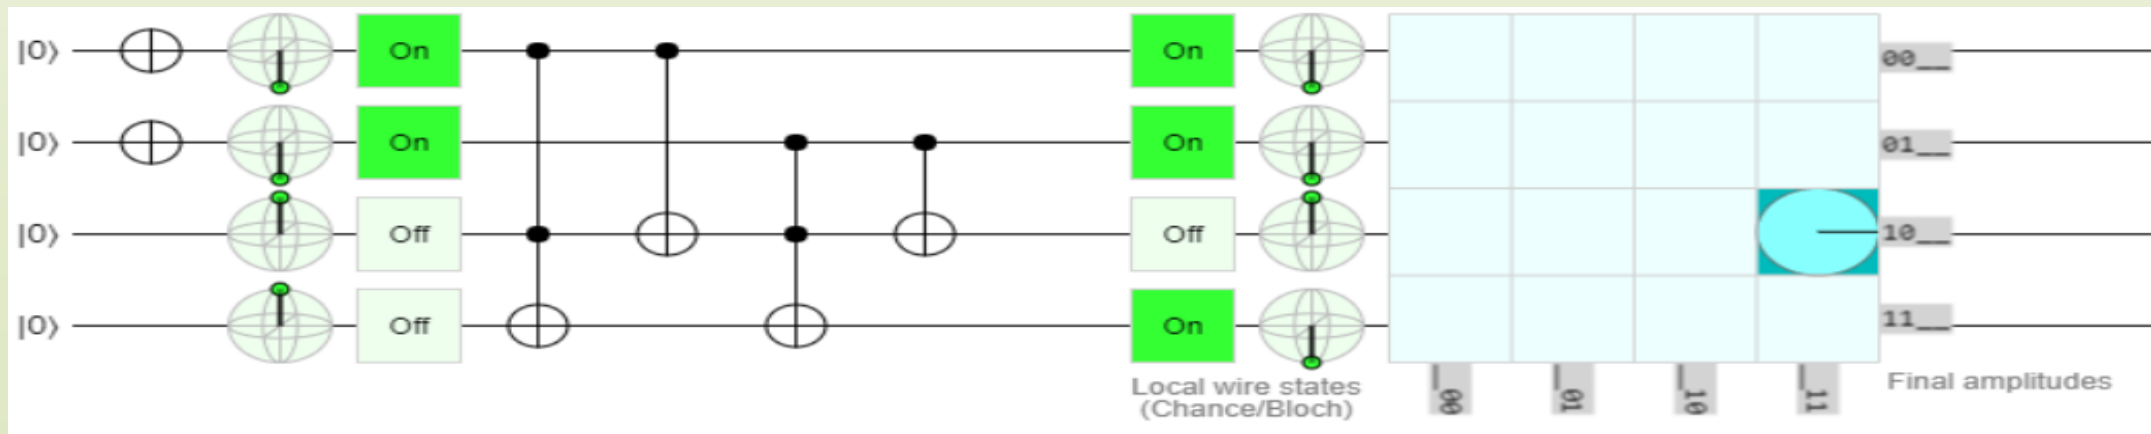 |0⟩ On On 00__
|0⟩ On On 01__
|0⟩ Off Off 10__
|0⟩ Off On 11__
Local wire states
(Chance/Bloch)
__00 __01 __10 __11
Final amplitudes